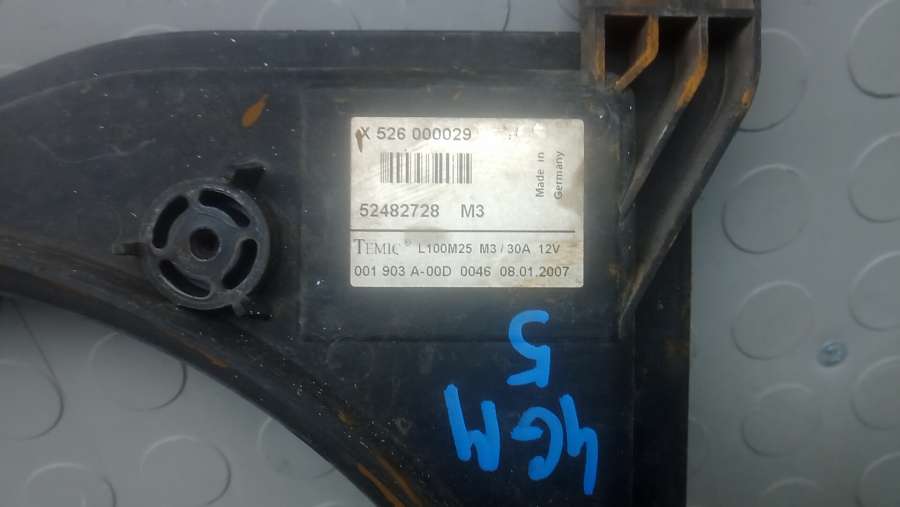 X 526 000029
Made in
Germany
52482728 M3
TEMIC® L100M25 M3 / 30A 12V
001 903 A-00D 0046 08.01.2007
5
4GM